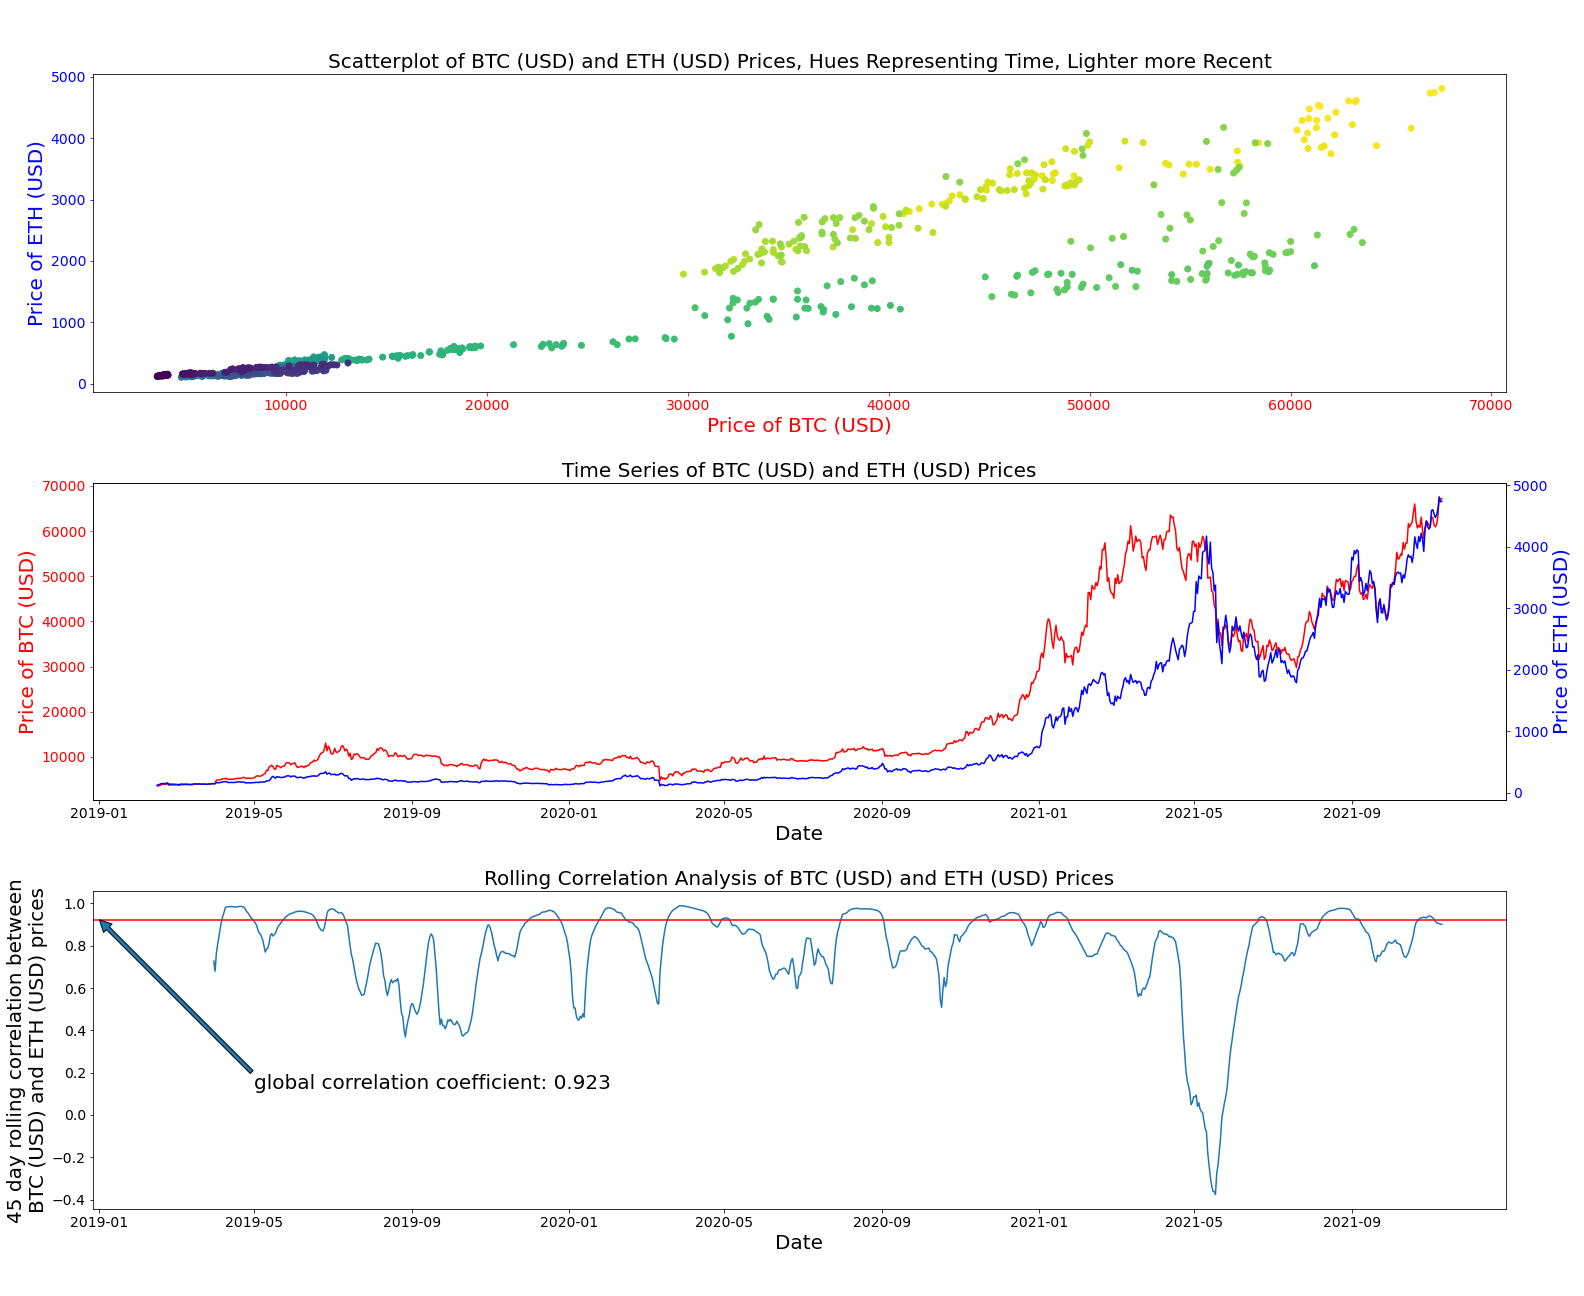 Scatterplot of BTC (USD) and ETH (USD) Prices, Hues Representing Time, Lighter more Recent
5000
4000
3000
2000
1000
0
Price of ETH (USD)
10000 20000 30000 40000 50000 60000 70000
Price of BTC (USD)
Time Series of BTC (USD) and ETH (USD) Prices
70000
60000
50000
40000
30000
20000
10000
Price of BTC (USD)
5000
4000
3000
2000
1000
0
Price of ETH (USD)
2019-01 2019-05 2019-09 2020-01 2020-05 2020-09 2021-01 2021-05 2021-09
Date
Rolling Correlation Analysis of BTC (USD) and ETH (USD) Prices
45 day rolling correlation between
BTC (USD) and ETH (USD) prices
1.0
0.8
0.6
0.4
0.2
0.0
−0.2
−0.4
global correlation coefficient: 0.923
2019-01 2019-05 2019-09 2020-01 2020-05 2020-09 2021-01 2021-05 2021-09
Date